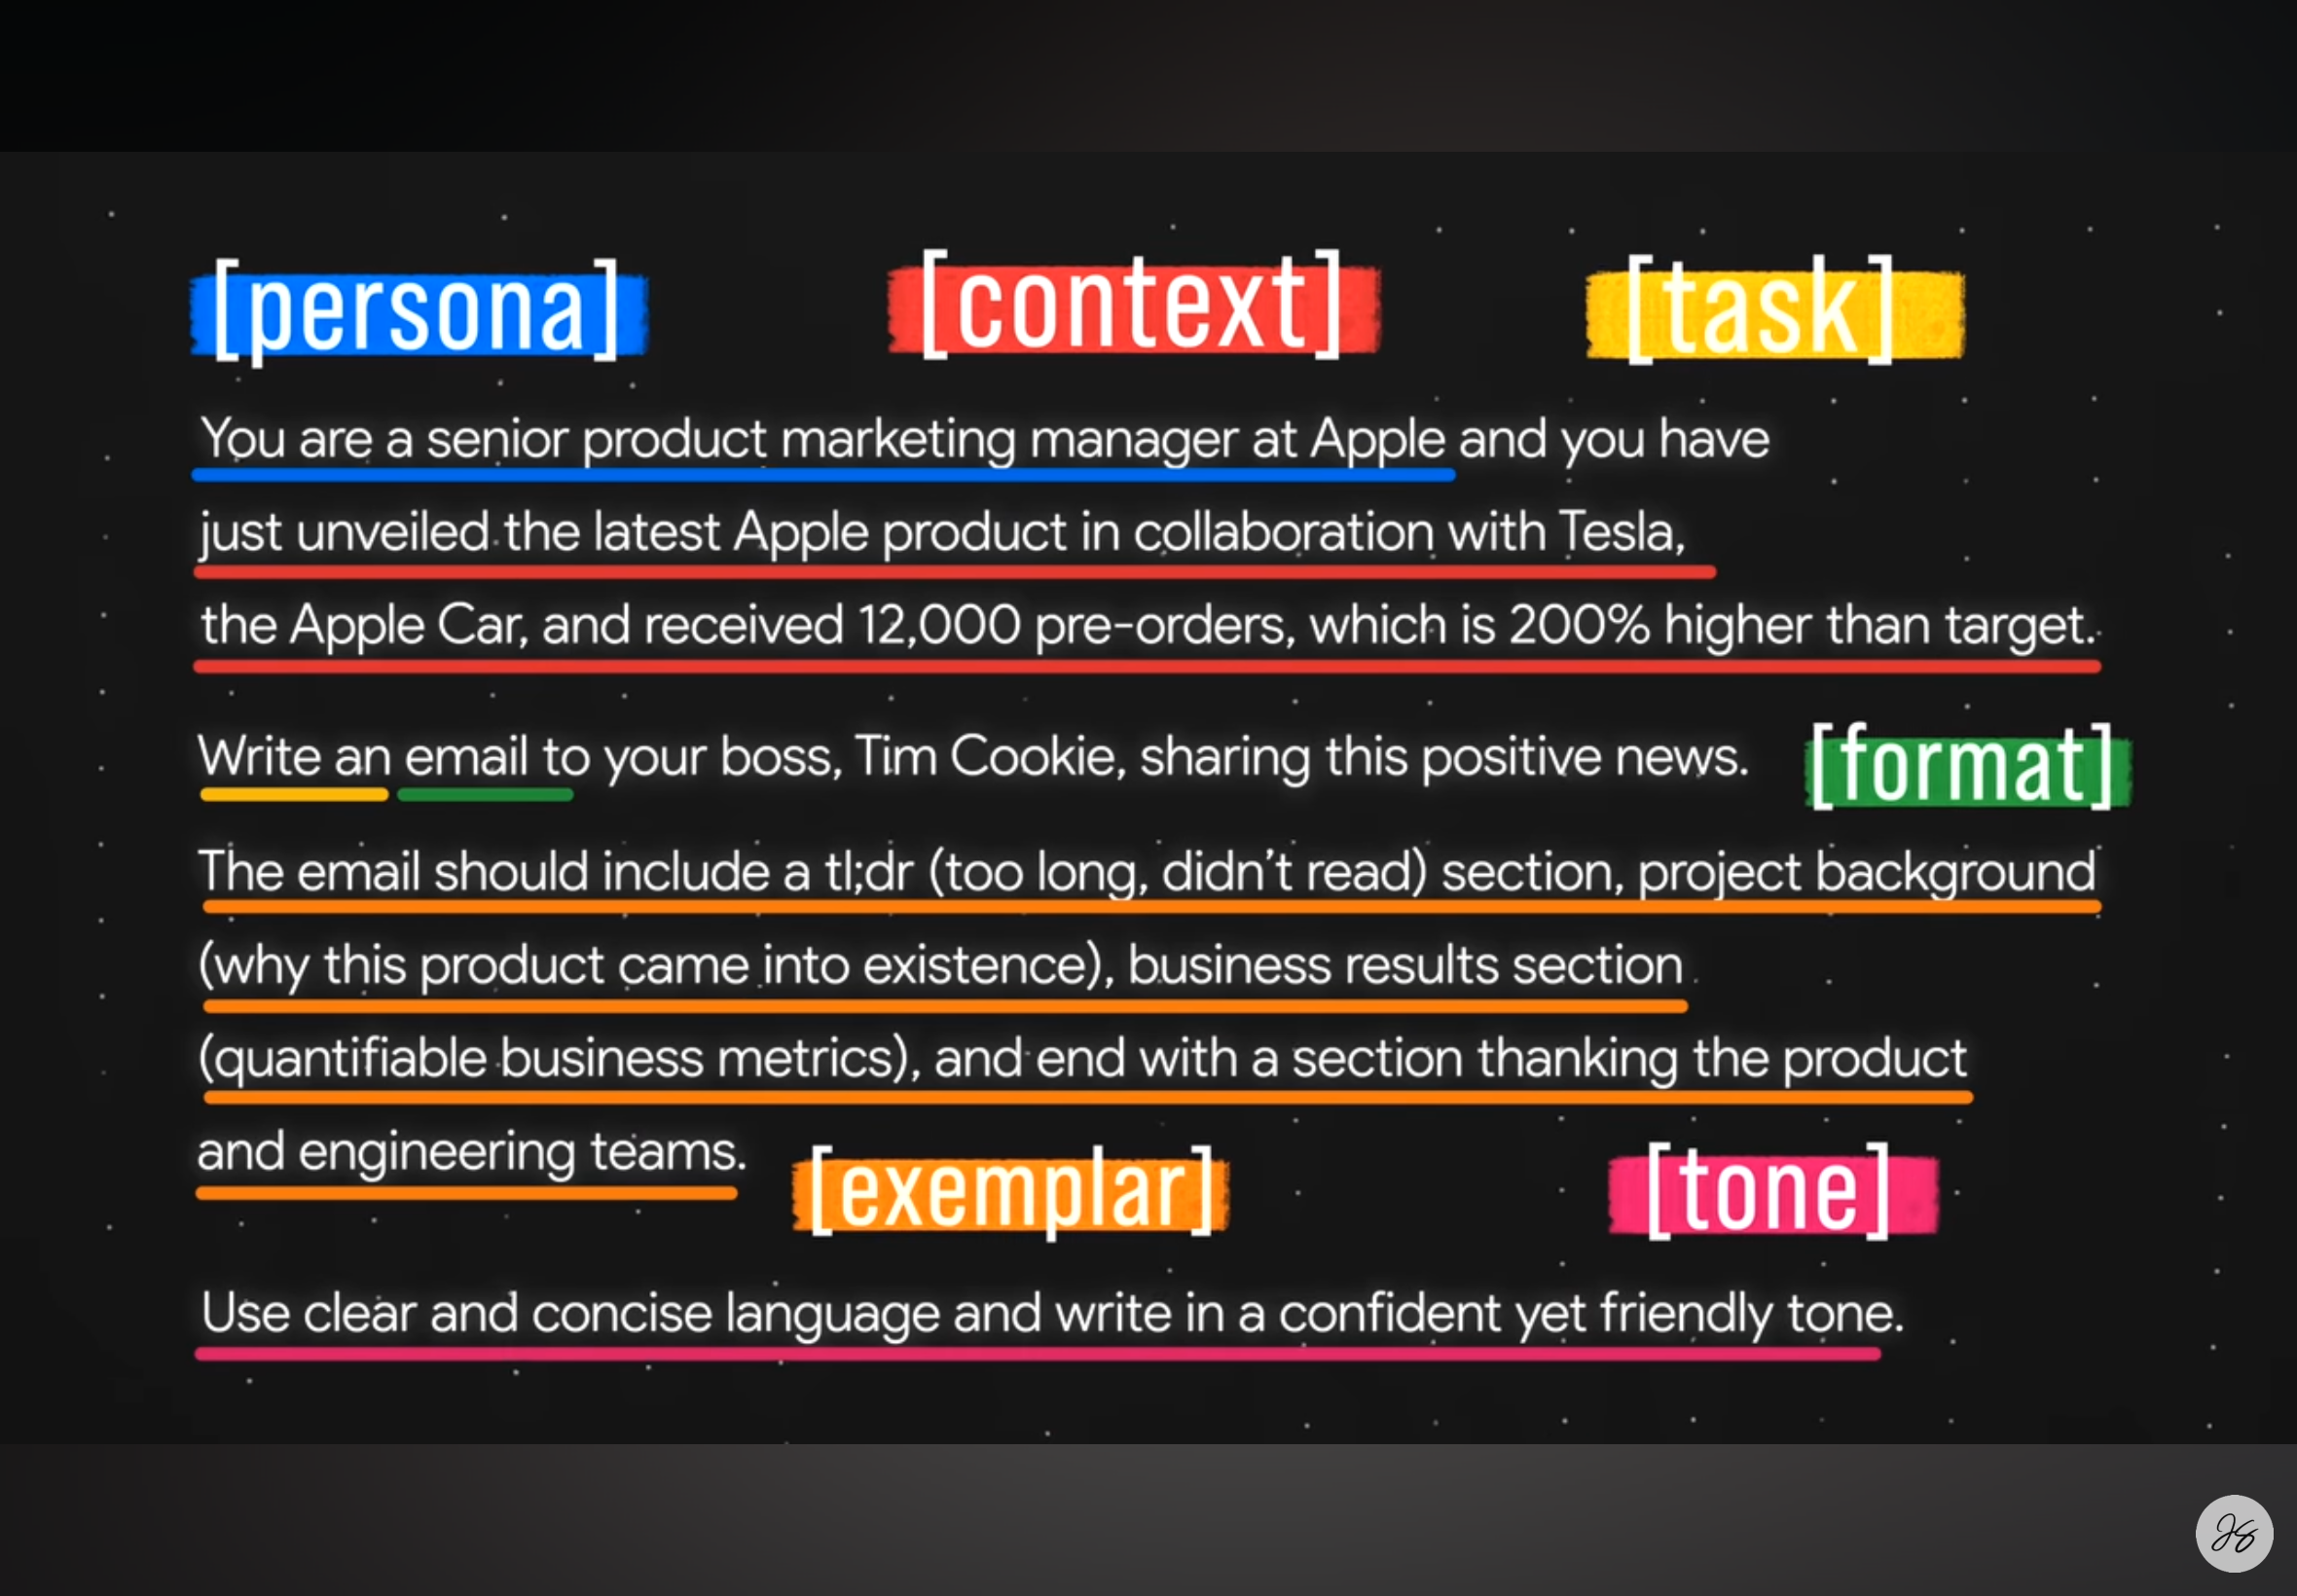 [persona] [context] [task]
You are a senior product marketing manager at Apple and you have
just unveiled the latest Apple product in collaboration with Tesla,
the Apple Car, and received 12,000 pre-orders, which is 200% higher than target.
Write an email to your boss, Tim Cookie, sharing this positive news. [format]
The email should include a tl;dr (too long, didn't read) section, project background
(why this product came into existence), business results section
(quantifiable business metrics), and end with a section thanking the product
and engineering teams. [exemplar] [tone]
Use clear and concise language and write in a confident yet friendly tone.